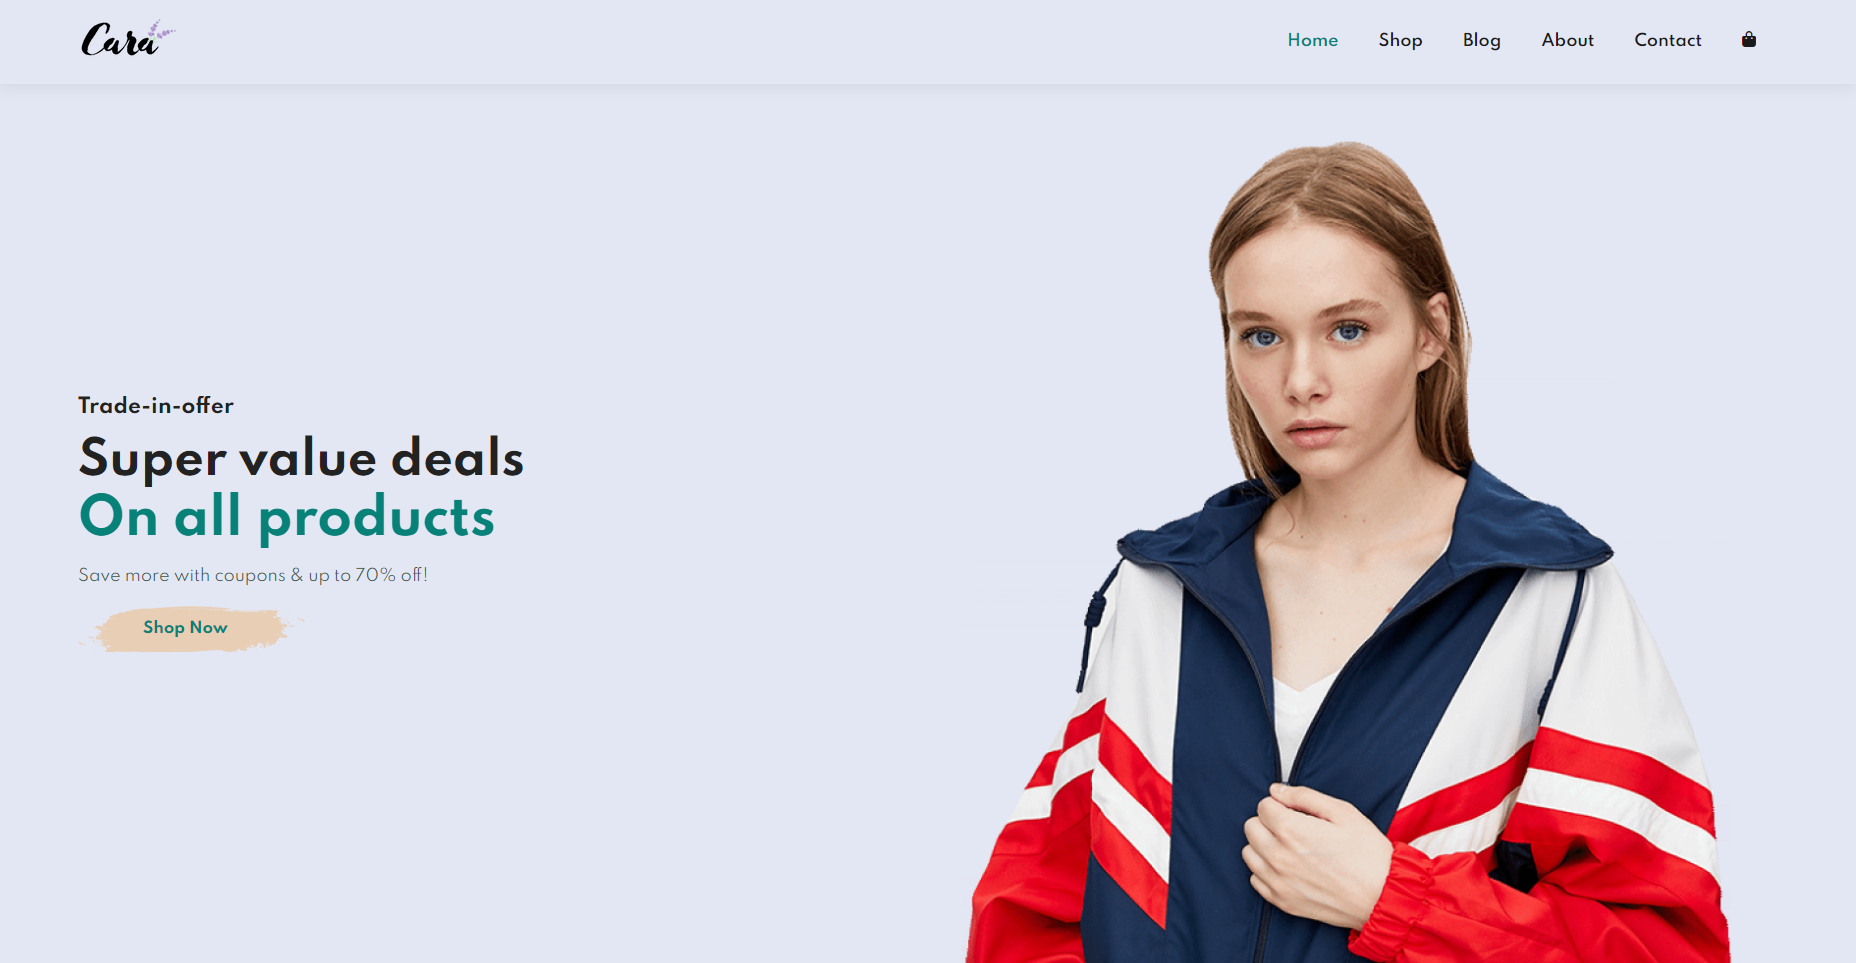 Cara
Home Shop Blog About Contact
Trade-in-offer
Super value deals
On all products
Save more with coupons & up to 70% off!
Shop Now